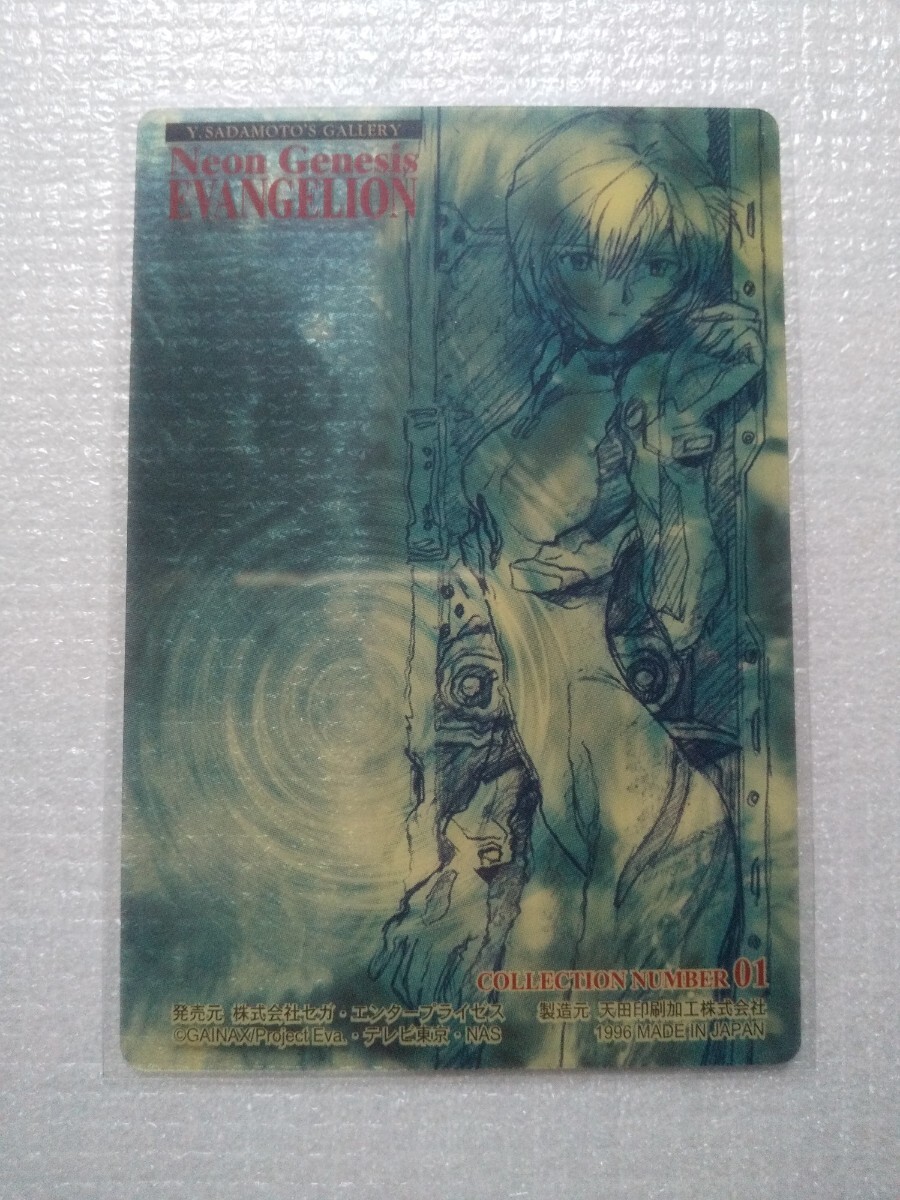 Y. SADAMOTO'S GALLERY
Neon Genesis
EVANGELION
COLLECTION NUMBER 01
発売元 株式会社セガ・エンタープライゼス 製造元 天田印刷加工株式会社
©GAINAX/Project Eva.・テレビ東京・NAS 1996 MADE IN JAPAN